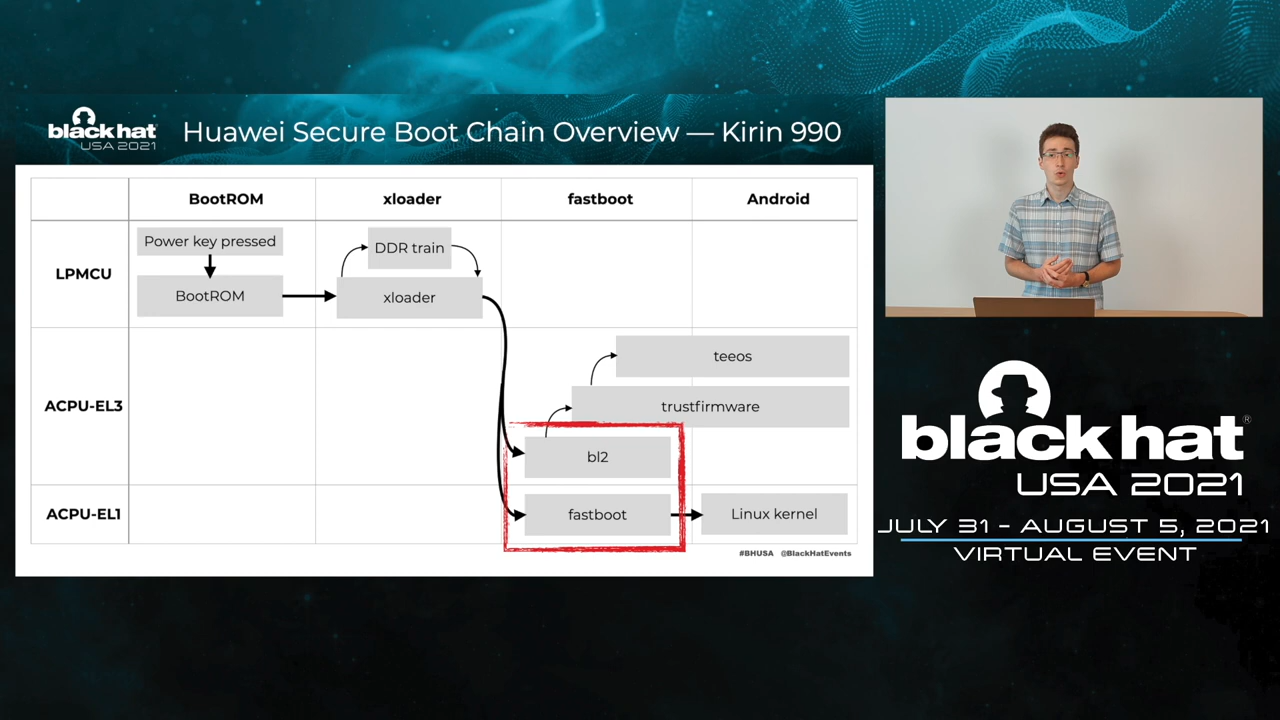 black hat
USA 2021
Huawei Secure Boot Chain Overview — Kirin 990
BootROM
xloader
fastboot
Android
LPMCU
Power key pressed
BootROM
DDR train
xloader
ACPU-EL3
teeos
trustfirmware
bl2
ACPU-EL1
fastboot
Linux kernel
#BHUSA @BlackHatEvents
black hat®
USA 2021
JULY 31 – AUGUST 5, 2021
VIRTUAL EVENT